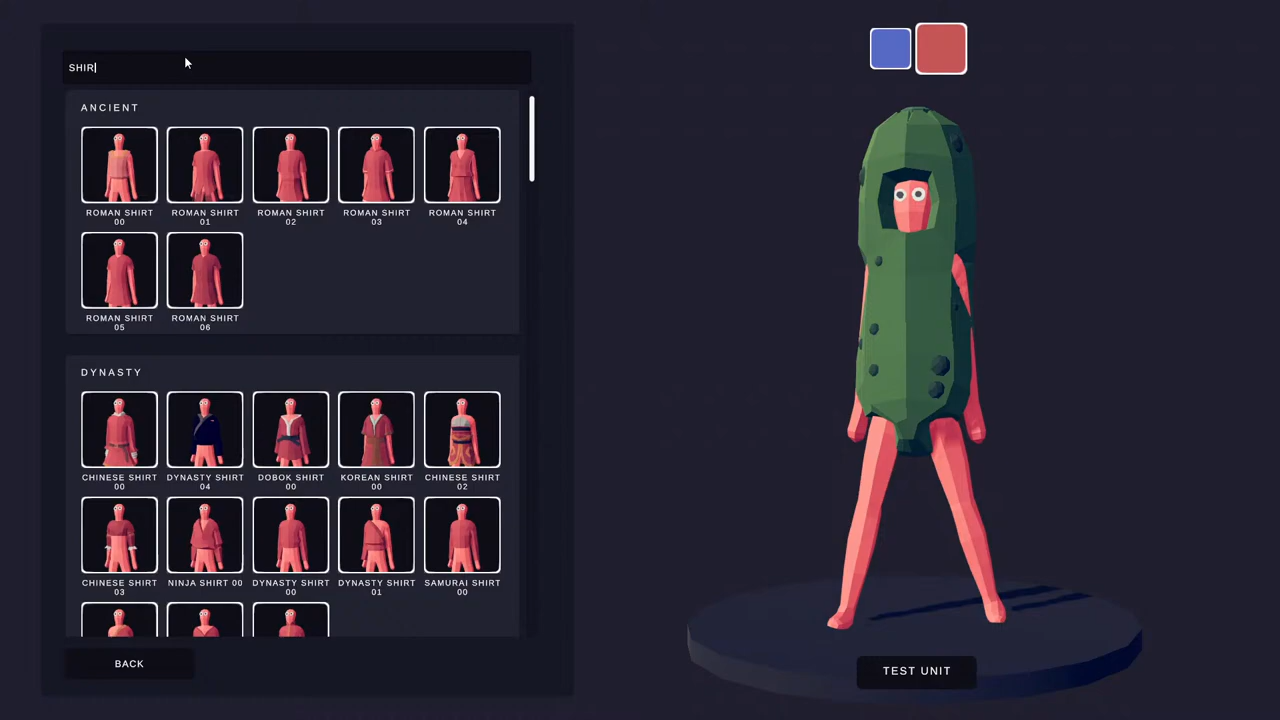 SHIR
ANCIENT
ROMAN SHIRT 00
ROMAN SHIRT 01
ROMAN SHIRT 02
ROMAN SHIRT 03
ROMAN SHIRT 04
ROMAN SHIRT 05
ROMAN SHIRT 06
DYNASTY
CHINESE SHIRT 00
DYNASTY SHIRT 04
DOBOK SHIRT 00
KOREAN SHIRT 00
CHINESE SHIRT 02
CHINESE SHIRT 03
NINJA SHIRT 00
DYNASTY SHIRT 00
DYNASTY SHIRT 01
SAMURAI SHIRT 00
BACK
TEST UNIT